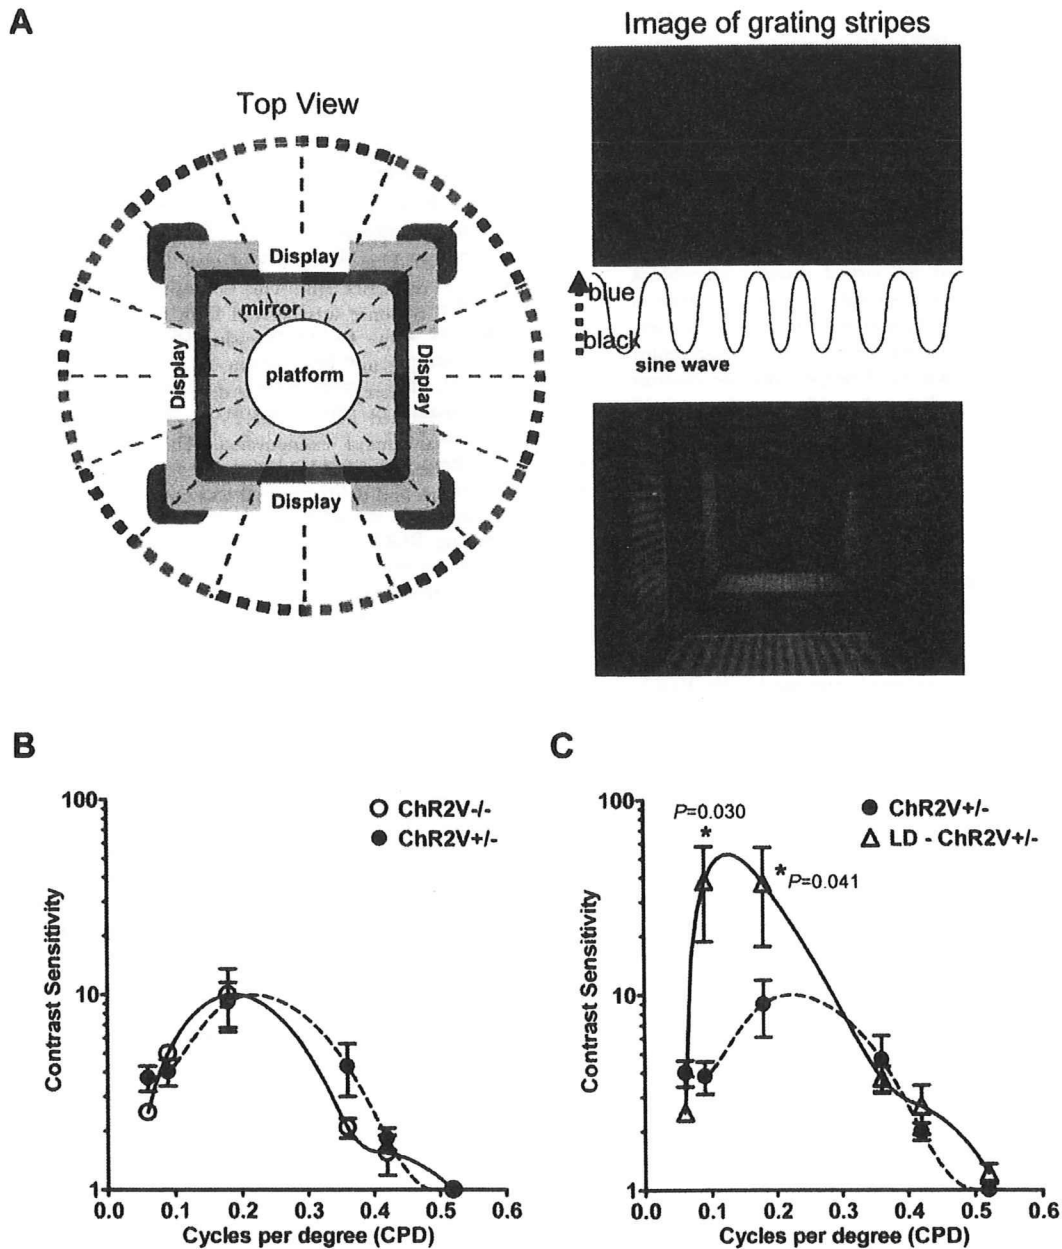 A
Image of grating stripes
Top View
Display
mirror
Display
platform
Display
Display
blue
black
sine wave
B
C
100
10
1
Contrast Sensitivity
ChR2V-/-
ChR2V+/-
0.0 0.1 0.2 0.3 0.4 0.5 0.6
Cycles per degree (CPD)
100
10
1
Contrast Sensitivity
P=0.030
*
* P=0.041
ChR2V+/-
LD - ChR2V+/-
0.0 0.1 0.2 0.3 0.4 0.5 0.6
Cycles per degree (CPD)